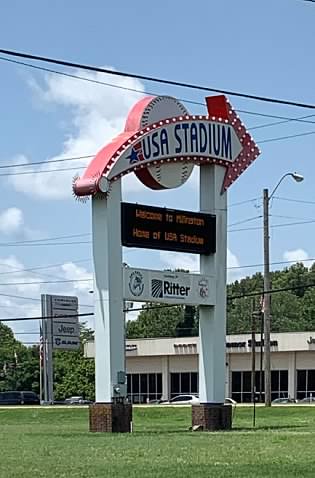 USA STADIUM
Welcome to Millington
Home of USA Stadium
Ritter
Jeep
RAM